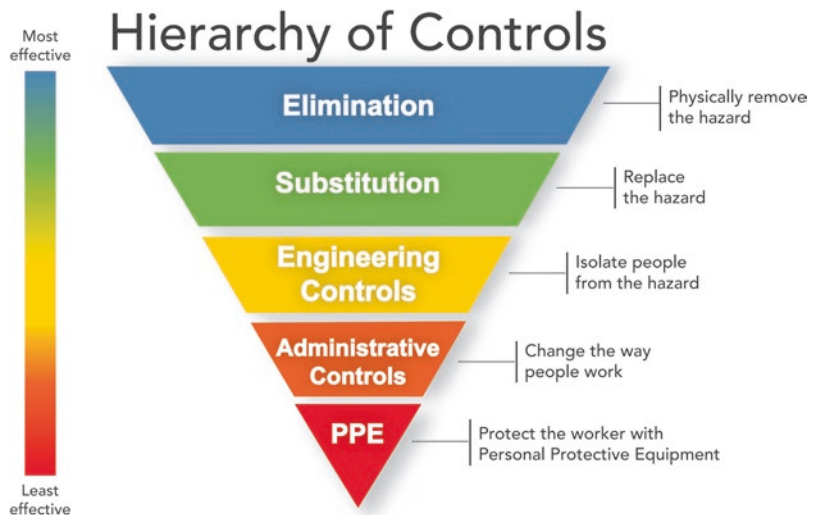 Hierarchy of Controls
Most
effective
Elimination
Physically remove
the hazard
Substitution
Replace
the hazard
Engineering
Controls
Isolate people
from the hazard
Administrative
Controls
Change the way
people work
PPE
Protect the worker with
Personal Protective Equipment
Least
effective